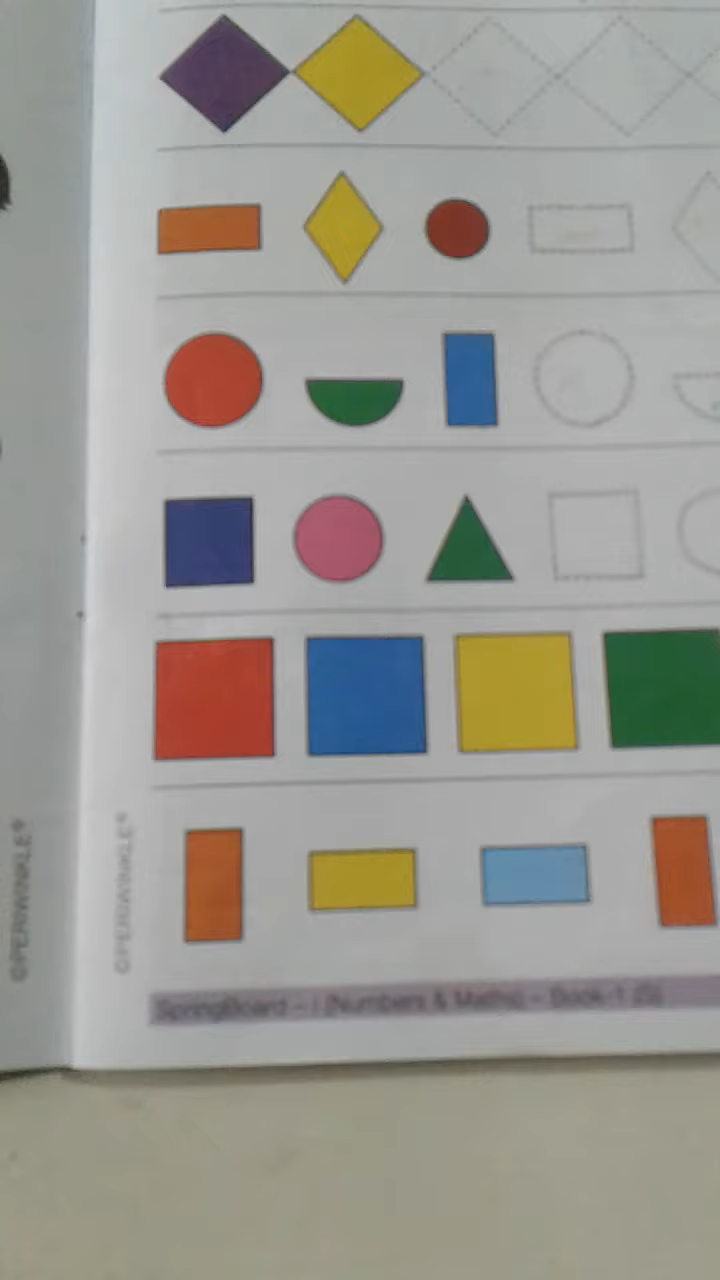 ©PERIWINKLE®
©PERIWINKLE®
SpringBoard – I (Numbers & Maths) – Book-1 (S)